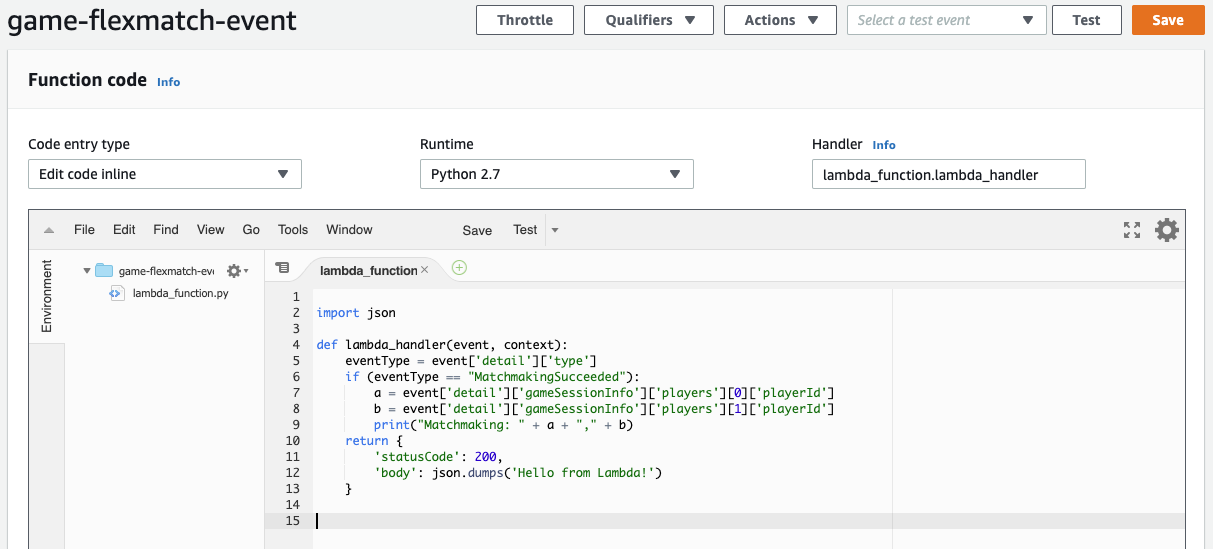 game-flexmatch-event
Throttle
Qualifiers
Actions
Select a test event
Test
Save
Function code Info
Code entry type
Edit code inline
Runtime
Python 2.7
Handler Info
lambda_function.lambda_handler
File Edit Find View Go Tools Window Save Test
Environment
game-flexmatch-eve
lambda_function.py
lambda_function
1
2 import json
3
4 def lambda_handler(event, context):
5     eventType = event['detail']['type']
6     if (eventType == "MatchmakingSucceeded"):
7         a = event['detail']['gameSessionInfo']['players'][0]['playerId']
8         b = event['detail']['gameSessionInfo']['players'][1]['playerId']
9         print("Matchmaking: " + a + "," + b)
10     return {
11         'statusCode': 200,
12         'body': json.dumps('Hello from Lambda!')
13     }
14
15